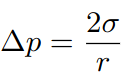 Δp = 2σ/r